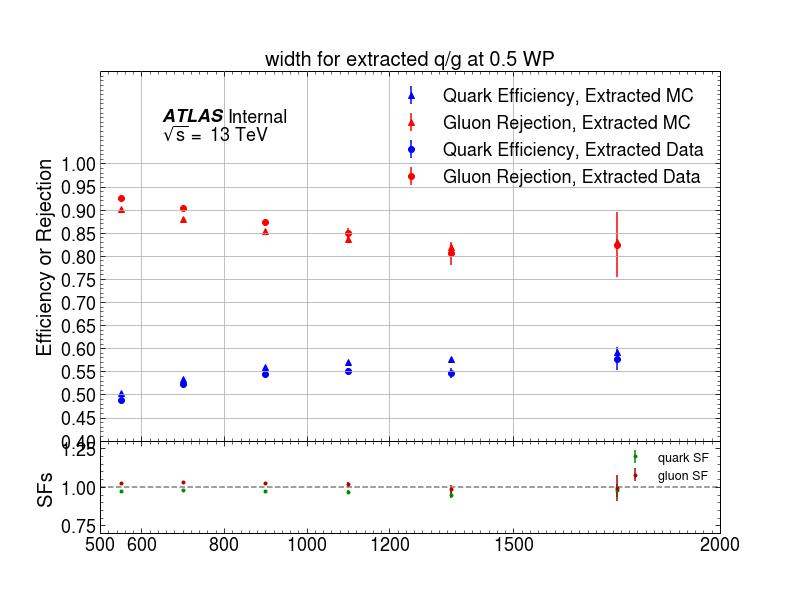 width for extracted q/g at 0.5 WP
ATLAS Internal
√s = 13 TeV
Quark Efficiency, Extracted MC
Gluon Rejection, Extracted MC
Quark Efficiency, Extracted Data
Gluon Rejection, Extracted Data
Efficiency or Rejection
1.00
0.95
0.90
0.85
0.80
0.75
0.70
0.65
0.60
0.55
0.50
0.45
0.40
SFs
1.25
1.00
0.75
quark SF
gluon SF
500 600 800 1000 1200 1500 2000